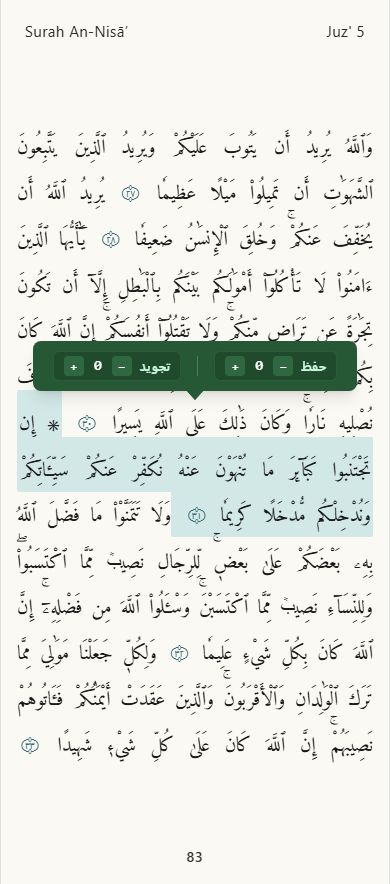 Surah An-Nisā’ Juz' 5
وَٱللَّهُ يُرِيدُ أَن يَتُوبَ عَلَيْكُمْ وَيُرِيدُ ٱلَّذِينَ يَتَّبِعُونَ
ٱلشَّهَوَٰتِ أَن تَمِيلُوا۟ مَيْلًا عَظِيمًا ٢٧ يُرِيدُ ٱللَّهُ أَن
يُخَفِّفَ عَنكُمْ ۚ وَخُلِقَ ٱلْإِنسَٰنُ ضَعِيفًا ٢٨ يَٰٓأَيُّهَا ٱلَّذِينَ
ءَامَنُوا۟ لَا تَأْكُلُوٓا۟ أَمْوَٰلَكُم بَيْنَكُم بِٱلْبَٰطِلِ إِلَّآ أَن تَكُونَ
تِجَٰرَةً عَن تَرَاضٍ مِّنكُمْ ۚ وَلَا تَقْتُلُوٓا۟ أَنفُسَكُمْ ۚ إِنَّ ٱللَّهَ كَانَ
حفظ − 0 + تجويد − 0 +
بِكُمْ
نُصْلِيهِ نَارًا ۚ وَكَانَ ذَٰلِكَ عَلَى ٱللَّهِ يَسِيرًا ٣٠ * إِن
تَجْتَنِبُوا۟ كَبَآئِرَ مَا تُنْهَوْنَ عَنْهُ نُكَفِّرْ عَنكُمْ سَيِّـَٔاتِكُمْ
وَنُدْخِلْكُم مُّدْخَلًا كَرِيمًا ٣١ وَلَا تَتَمَنَّوْا۟ مَا فَضَّلَ ٱللَّهُ
بِهِۦ بَعْضَكُمْ عَلَىٰ بَعْضٍ ۚ لِّلرِّجَالِ نَصِيبٌ مِّمَّا ٱكْتَسَبُوا۟ ۖ
وَلِلنِّسَآءِ نَصِيبٌ مِّمَّا ٱكْتَسَبْنَ ۚ وَسْـَٔلُوا۟ ٱللَّهَ مِن فَضْلِهِۦٓ ۗ إِنَّ
ٱللَّهَ كَانَ بِكُلِّ شَىْءٍ عَلِيمًا ٣٢ وَلِكُلٍّ جَعَلْنَا مَوَٰلِىَ مِمَّا
تَرَكَ ٱلْوَٰلِدَانِ وَٱلْأَقْرَبُونَ ۚ وَٱلَّذِينَ عَقَدَتْ أَيْمَٰنُكُمْ فَـَٔاتُوهُمْ
نَصِيبَهُمْ ۚ إِنَّ ٱللَّهَ كَانَ عَلَىٰ كُلِّ شَىْءٍ شَهِيدًا ٣٣
83